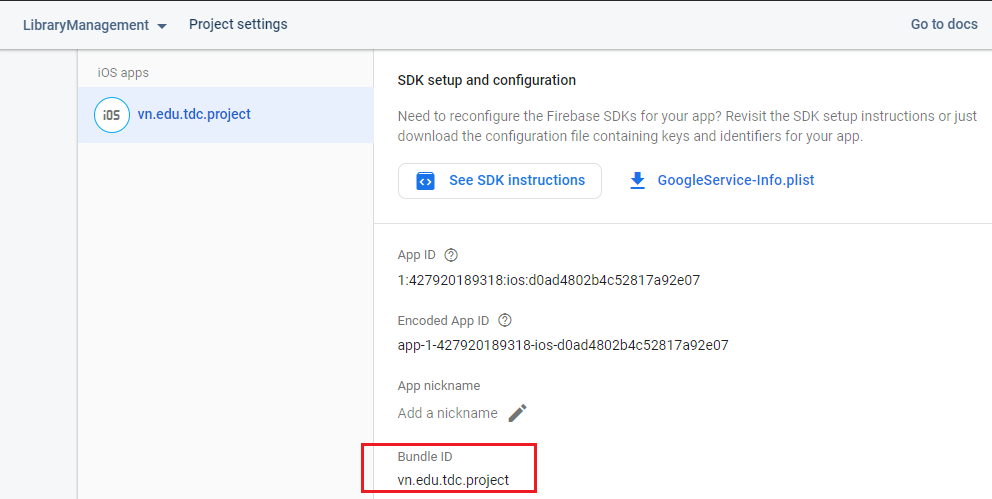 LibraryManagement
Project settings
Go to docs
iOS apps
iOS
vn.edu.tdc.project
SDK setup and configuration
Need to reconfigure the Firebase SDKs for your app? Revisit the SDK setup instructions or just
download the configuration file containing keys and identifiers for your app.
See SDK instructions
GoogleService-Info.plist
App ID
1:427920189318:ios:d0ad4802b4c52817a92e07
Encoded App ID
app-1-427920189318-ios-d0ad4802b4c52817a92e07
App nickname
Add a nickname
Bundle ID
vn.edu.tdc.project